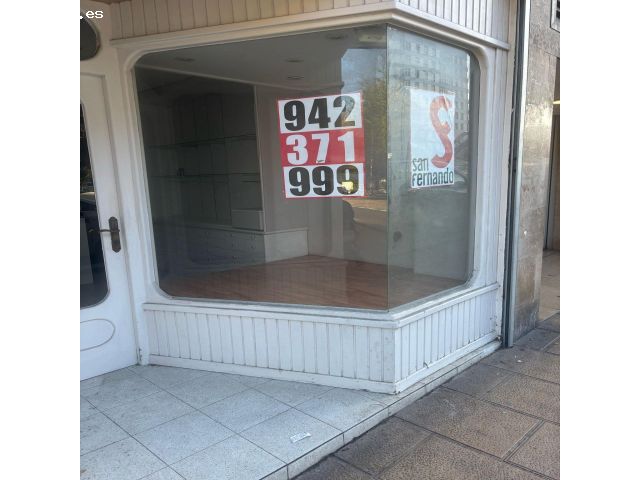 .es
942
371
999
san
fernando